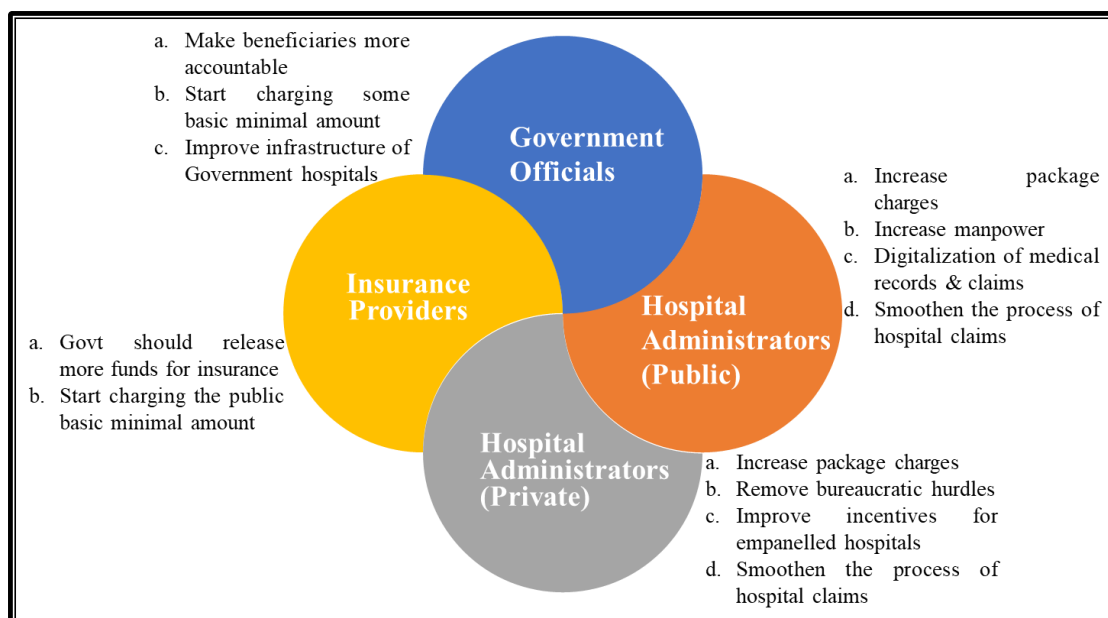 a. Make beneficiaries more
accountable
b. Start charging some
basic minimal amount
c. Improve infrastructure of
Government hospitals
Government
Officials
a. Increase package
charges
b. Increase manpower
c. Digitalization of medical
records & claims
d. Smoothen the process of
hospital claims
Insurance
Providers
Hospital
Administrators
(Public)
a. Govt should release
more funds for insurance
b. Start charging the public
basic minimal amount
Hospital
Administrators
(Private)
a. Increase package charges
b. Remove bureaucratic hurdles
c. Improve incentives for
empanelled hospitals
d. Smoothen the process of
hospital claims